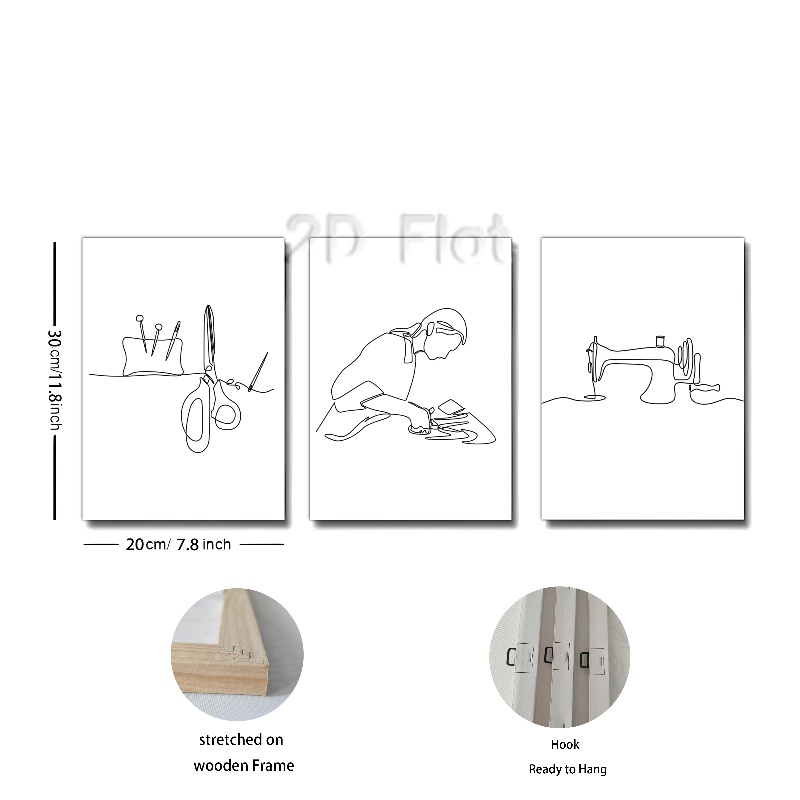 2D Flat
30cm/11.8inch
20cm/ 7.8 inch
stretched on
wooden Frame
Hook
Ready to Hang